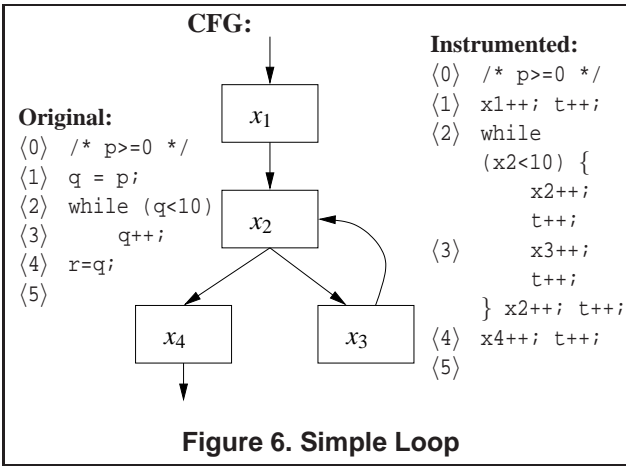 CFG:
Original:
⟨0⟩ /* p>=0 */
⟨1⟩ q = p;
⟨2⟩ while (q<10)
⟨3⟩ q++;
⟨4⟩ r=q;
⟨5⟩
x1
x2
x4
x3
Instrumented:
⟨0⟩ /* p>=0 */
⟨1⟩ x1++; t++;
⟨2⟩ while
(x2<10) {
x2++;
t++;
⟨3⟩ x3++;
t++;
} x2++; t++;
⟨4⟩ x4++; t++;
⟨5⟩
Figure 6. Simple Loop